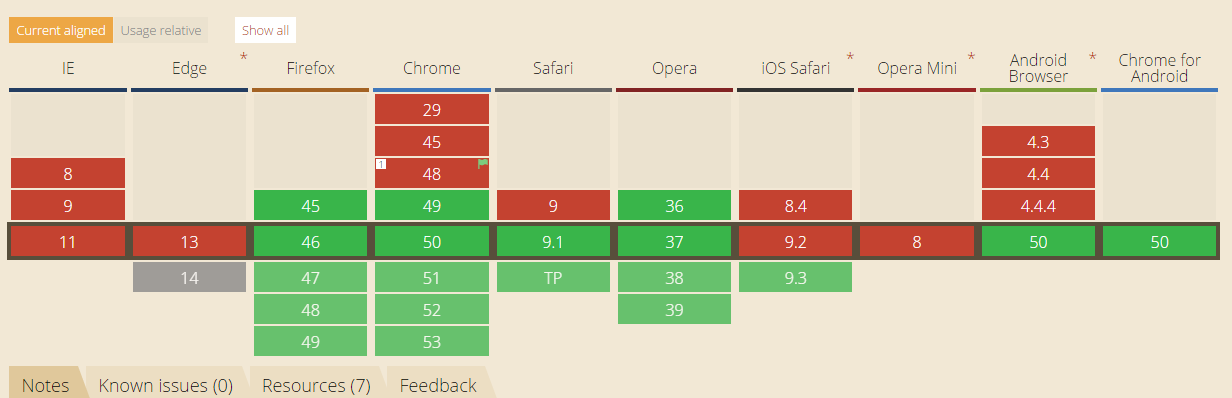 Current aligned Usage relative Show all
IE Edge * Firefox Chrome Safari Opera iOS Safari * Opera Mini * Android Browser * Chrome for Android
29
45 4.3
8 1 48 4.4
9 45 49 9 36 8.4 4.4.4
11 13 46 50 9.1 37 9.2 8 50 50
14 47 51 TP 38 9.3
48 52 39
49 53
Notes Known issues (0) Resources (7) Feedback